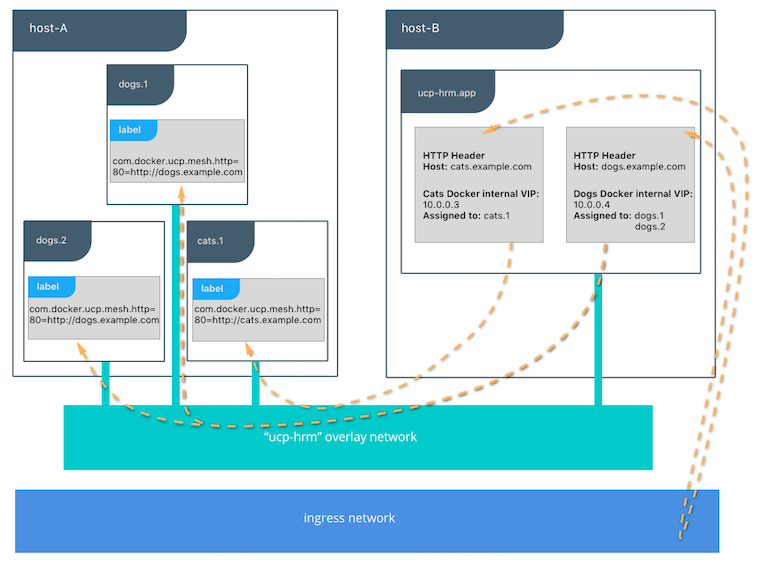 host-A
dogs.1
label
com.docker.ucp.mesh.http=
80=http://dogs.example.com
dogs.2
label
com.docker.ucp.mesh.http=
80=http://dogs.example.com
cats.1
label
com.docker.ucp.mesh.http=
80=http://cats.example.com
host-B
ucp-hrm.app
HTTP Header
Host: cats.example.com
Cats Docker internal VIP:
10.0.0.3
Assigned to: cats.1
HTTP Header
Host: dogs.example.com
Dogs Docker internal VIP:
10.0.0.4
Assigned to: dogs.1
dogs.2
“ucp-hrm” overlay network
ingress network